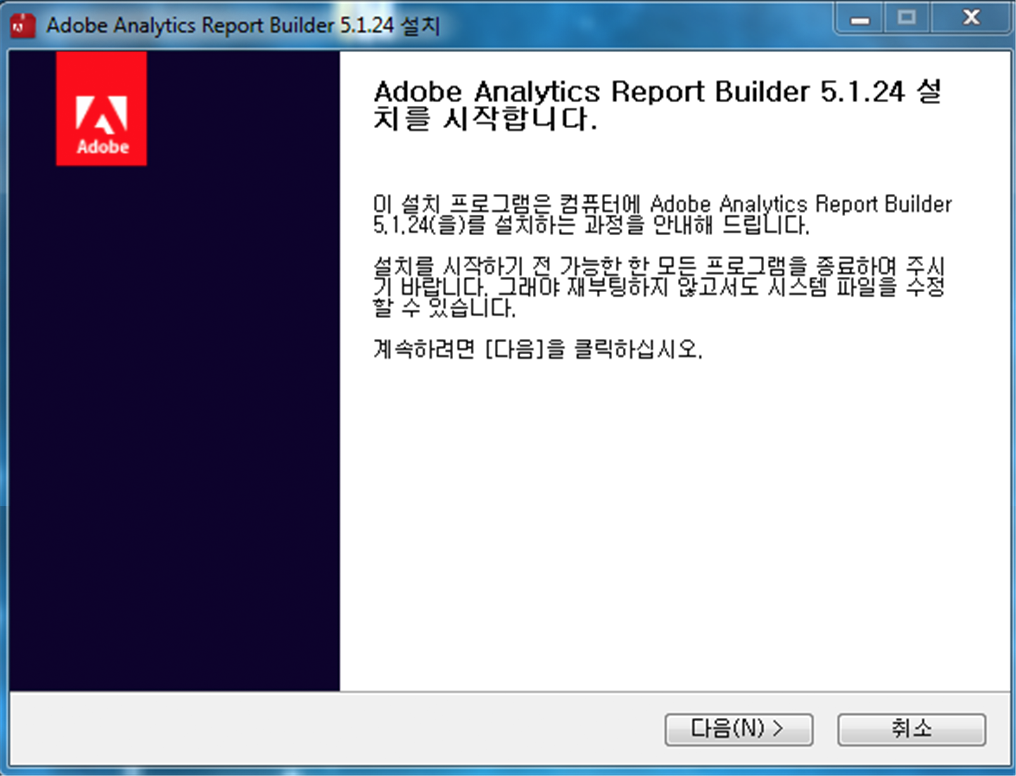 Adobe Analytics Report Builder 5.1.24 설치
Adobe
Adobe Analytics Report Builder 5.1.24 설
치를 시작합니다.
이 설치 프로그램은 컴퓨터에 Adobe Analytics Report Builder
5.1.24(을)를 설치하는 과정을 안내해 드립니다.
설치를 시작하기 전 가능한 한 모든 프로그램을 종료하여 주시
기 바랍니다. 그래야 재부팅하지 않고서도 시스템 파일을 수정
할 수 있습니다.
계속하려면 [다음]을 클릭하십시오.
다음(N) >
취소